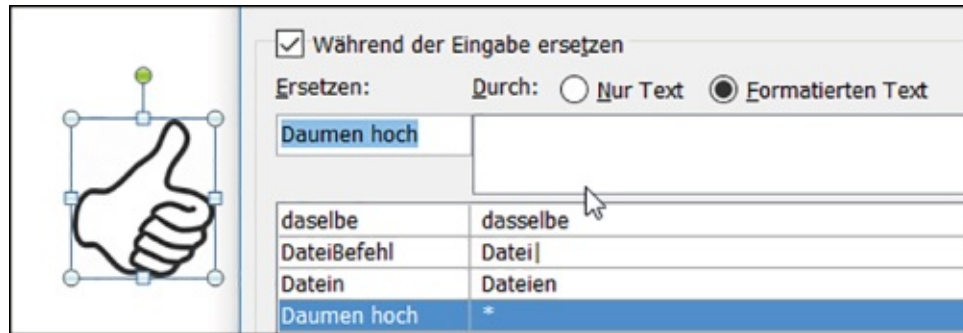 Während der Eingabe ersetzen
Ersetzen: Durch: Nur Text Formatierten Text
Daumen hoch
daselbe dasselbe
DateiBefehl Datei|
Datein Dateien
Daumen hoch *